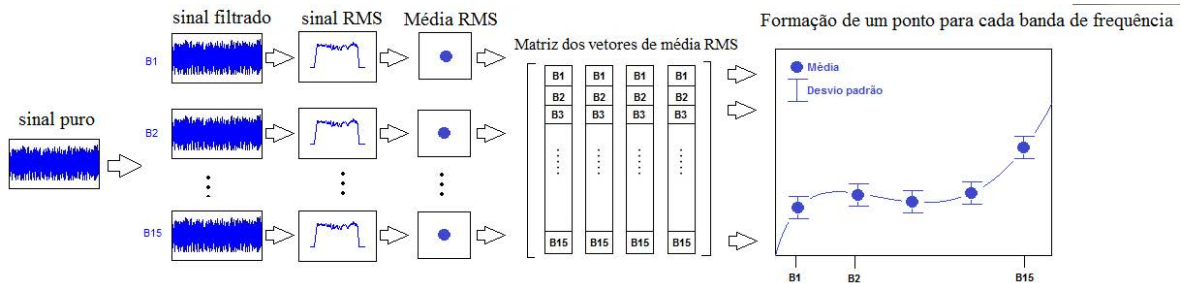 sinal puro
sinal filtrado
sinal RMS
Média RMS
B1
B2
B15
Matriz dos vetores de média RMS
B1 B1 B1 B1
B2 B2 B2 B2
B3 B3 B3 B3
B15 B15 B15 B15
Formação de um ponto para cada banda de frequência
Média
Desvio padrão
B1 B2 B15